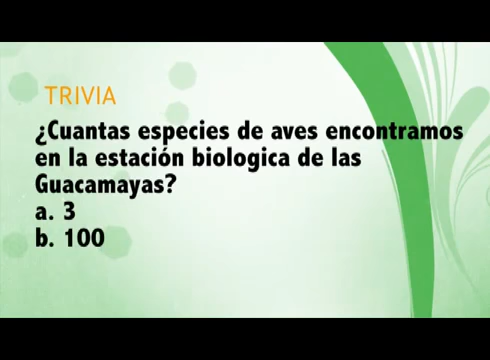 TRIVIA
¿Cuantas especies de aves encontramos
en la estación biologica de las
Guacamayas?
a. 3
b. 100